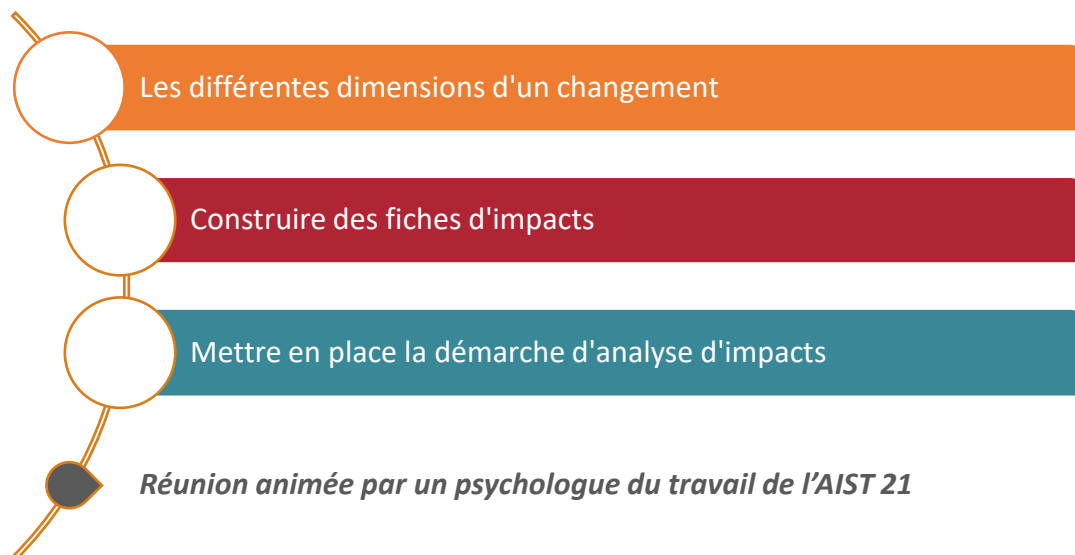 Les différentes dimensions d'un changement
Construire des fiches d'impacts
Mettre en place la démarche d'analyse d'impacts
Réunion animée par un psychologue du travail de l’AIST 21